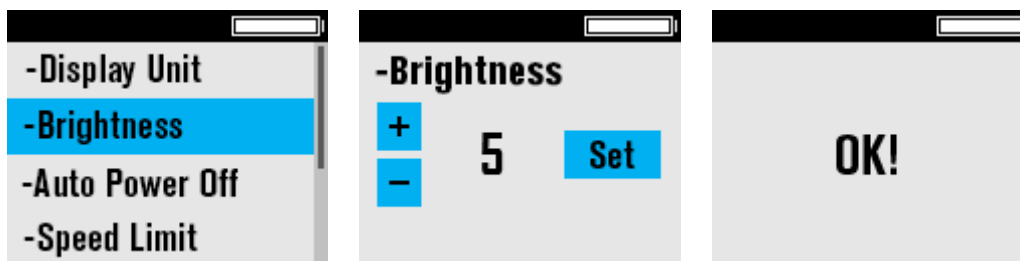 -Display Unit
-Brightness
-Auto Power Off
-Speed Limit
-Brightness
+
5
Set
−
OK!